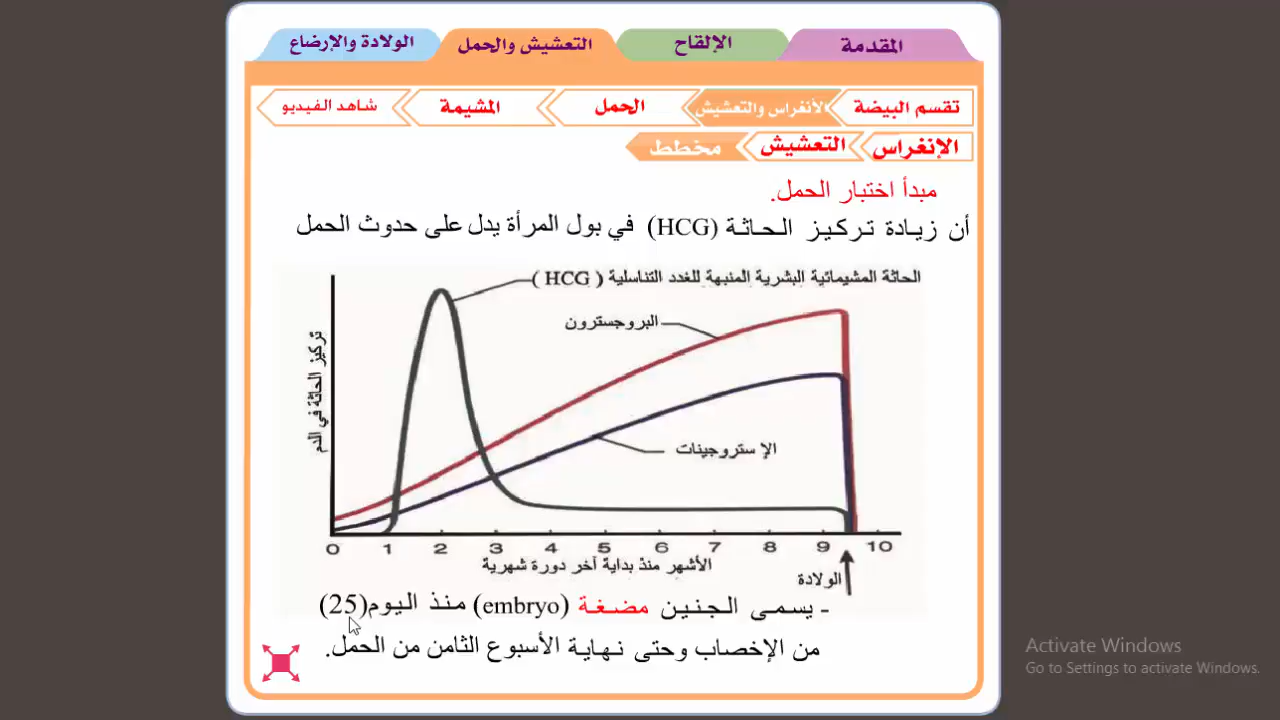 المقدمة
الإلقاح
التعشيش والحمل
الولادة والإرضاع
تقسم البيضة
الأنغراس والتعشيش
الحمل
المشيمة
شاهد الفيديو
الإنغراس
التعشيش
مخطط
مبدأ اختبار الحمل.
أن زيادة تركيز الحاثة (HCG) في بول المرأة يدل على حدوث الحمل
الحاثة المشيمائية البشرية المنبهة للغدد التناسلية ( HCG )
البروجسترون
تركيز الحاثة في الدم
الإ ستروجينات
0 1 2 3 4 5 6 7 8 9 10
الأشهر منذ بداية آخر دورة شهرية
الولادة
- يسمى الجنين مضغة (embryo) منذ اليوم(25)
من الإخصاب وحتى نهاية الأسبوع الثامن من الحمل.
Activate Windows
Go to Settings to activate Windows.